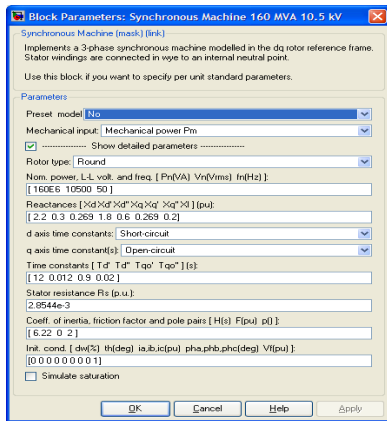 Block Parameters: Synchronous Machine 160 MVA 10.5 kV
Synchronous Machine (mask) (link)
Implements a 3-phase synchronous machine modelled in the dq rotor reference frame.
Stator windings are connected in wye to an internal neutral point.
Use this block if you want to specify per unit standard parameters.
Parameters
Preset model: No
Mechanical input: Mechanical power Pm
---------------- Show detailed parameters ----------------
Rotor type: Round
Nom. power, L-L volt. and freq. [ Pn(VA) Vn(Vrms) fn(Hz) ]:
[ 160E6 10500 50 ]
Reactances [ Xd Xd' Xd'' Xq Xq' Xq'' Xl ] (pu):
[ 2.2 0.3 0.269 1.8 0.6 0.269 0.2]
d axis time constants: Short-circuit
q axis time constant(s): Open-circuit
Time constants [ Td' Td'' Tqo' Tqo'' ] (s):
[ 12 0.012 0.9 0.02 ]
Stator resistance Rs (p.u.):
2.8544e-3
Coeff. of inertia, friction factor and pole pairs [ H(s) F(pu) p() ]:
[ 6.22 0 2 ]
Init. cond. [ dw(%) th(deg) ia,ib,ic(pu) pha,phb,phc(deg) Vf(pu) ]:
[0 0 0 0 0 0 0 0 1]
Simulate saturation
OK Cancel Help Apply